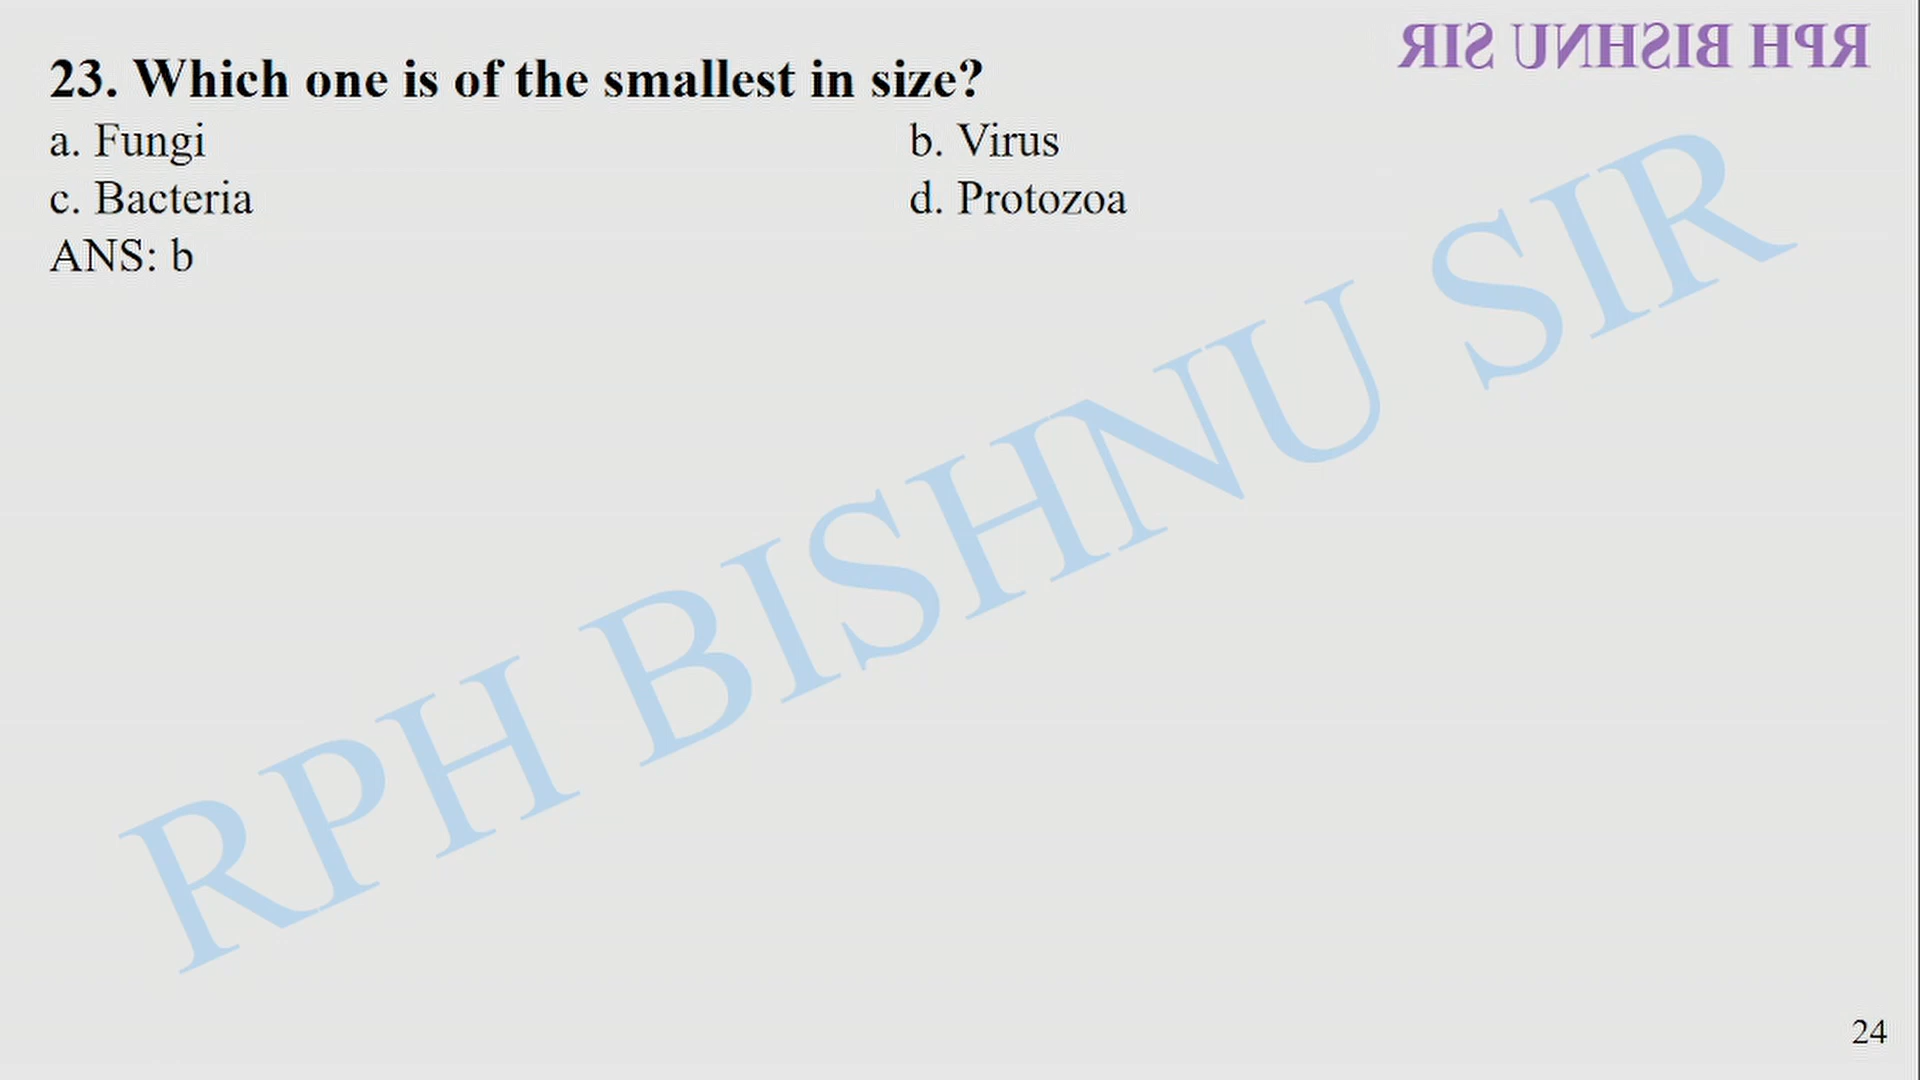 RPH BISHNU SIR
23. Which one is of the smallest in size?
a. Fungi b. Virus
c. Bacteria d. Protozoa
ANS: b
RPH BISHNU SIR
24